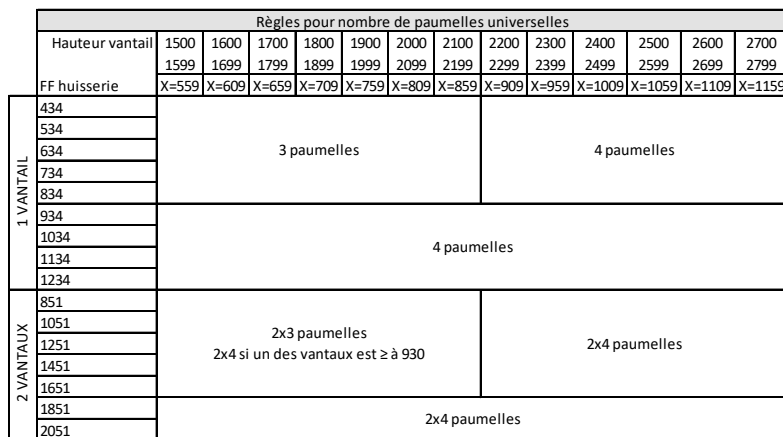 Règles pour nombre de paumelles universelles
Hauteur vantail 1500 1600 1700 1800 1900 2000 2100 2200 2300 2400 2500 2600 2700
1599 1699 1799 1899 1999 2099 2199 2299 2399 2499 2599 2699 2799
FF huisserie X=559 X=609 X=659 X=709 X=759 X=809 X=859 X=909 X=959 X=1009 X=1059 X=1109 X=1159
1 VANTAIL
434
534
634
734
834
3 paumelles
4 paumelles
934
1034
1134
1234
4 paumelles
2 VANTAUX
851
1051
1251
1451
1651
2x3 paumelles
2x4 si un des vantaux est ≥ à 930
2x4 paumelles
1851
2051
2x4 paumelles